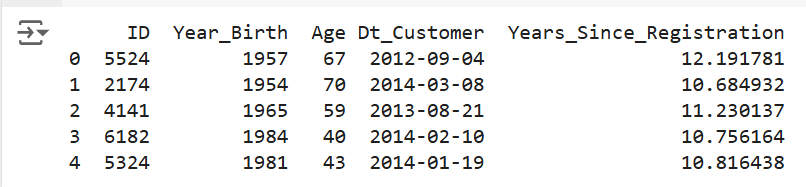 ID Year_Birth Age Dt_Customer Years_Since_Registration
0 5524 1957 67 2012-09-04 12.191781
1 2174 1954 70 2014-03-08 10.684932
2 4141 1965 59 2013-08-21 11.230137
3 6182 1984 40 2014-02-10 10.756164
4 5324 1981 43 2014-01-19 10.816438